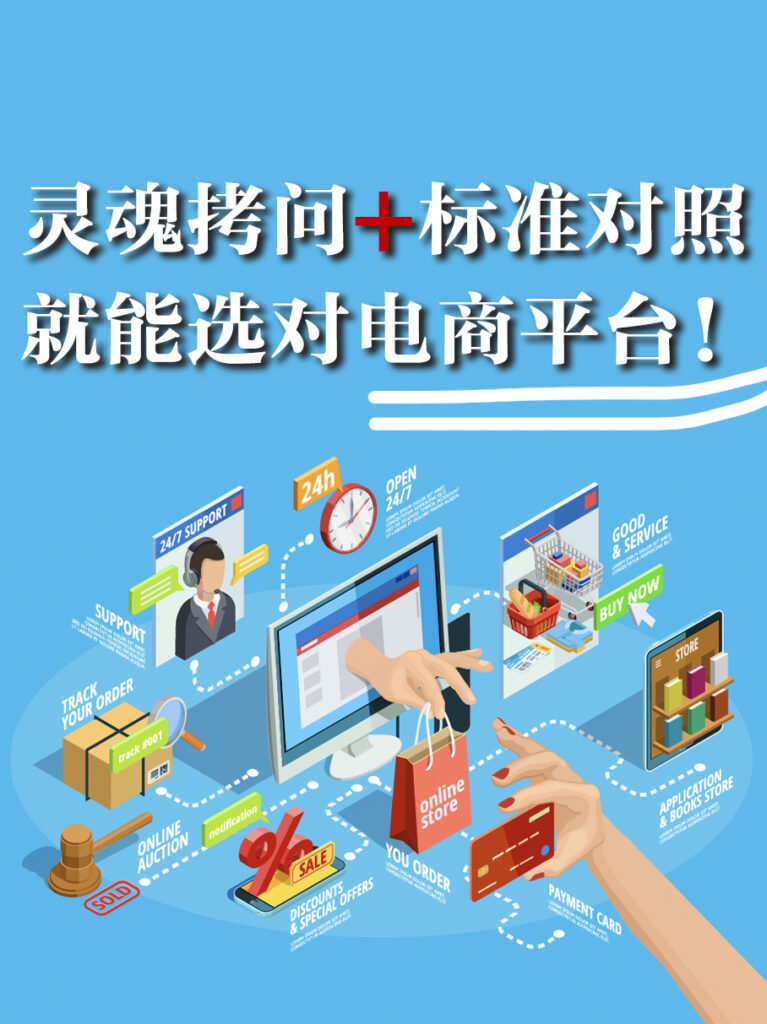 灵魂拷问+标准对照
就能选对电商平台!
24h
OPEN
24/7
24/7 SUPPORT
GOOD
& SERVICE
BUY NOW
SUPPORT
STORE
TRACK
YOUR ORDER
track #001
online
store
APPLICATION
& BOOKS STORE
notification
ONLINE
AUCTION
SALE
SOLD
YOU ORDER
DISCOUNTS
& SPECIAL OFFERS
PAYMENT CARD